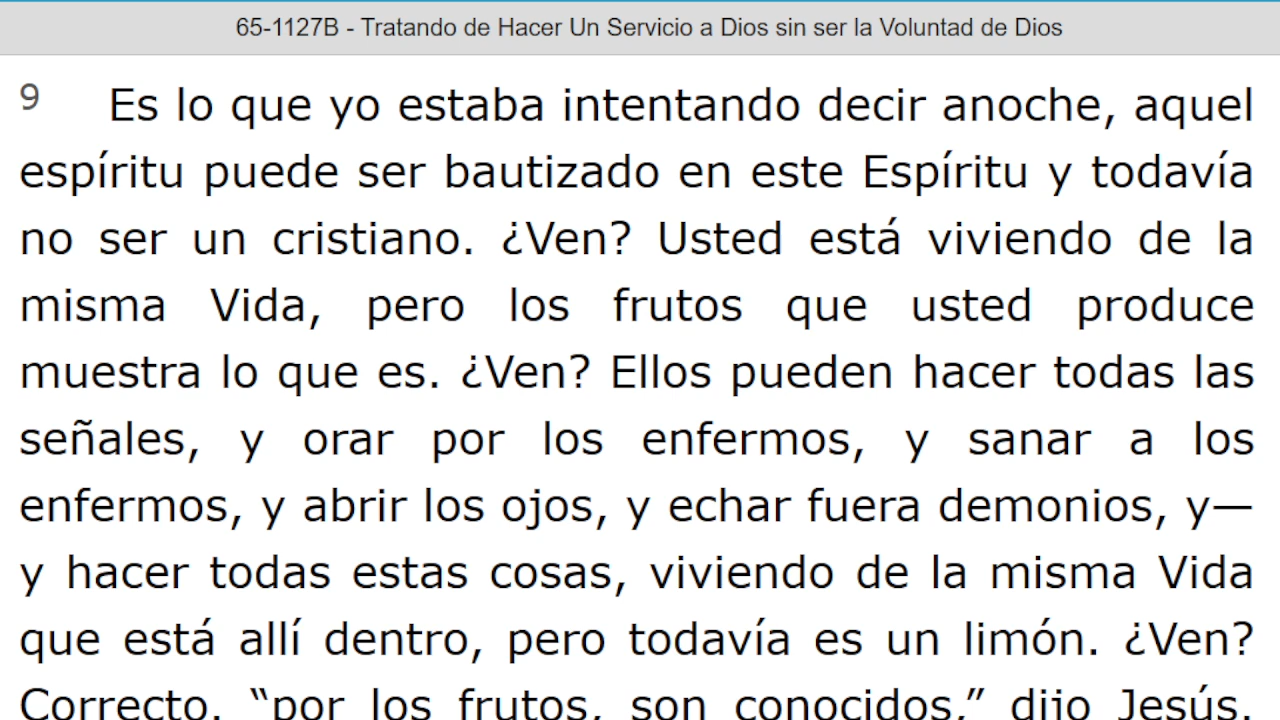 65-1127B - Tratando de Hacer Un Servicio a Dios sin ser la Voluntad de Dios
9 Es lo que yo estaba intentando decir anoche, aquel
espíritu puede ser bautizado en este Espíritu y todavía
no ser un cristiano. ¿Ven? Usted está viviendo de la
misma Vida, pero los frutos que usted produce
muestra lo que es. ¿Ven? Ellos pueden hacer todas las
señales, y orar por los enfermos, y sanar a los
enfermos, y abrir los ojos, y echar fuera demonios, y—
y hacer todas estas cosas, viviendo de la misma Vida
que está allí dentro, pero todavía es un limón. ¿Ven?
Correcto. “por los frutos, son conocidos,” dijo Jesús.